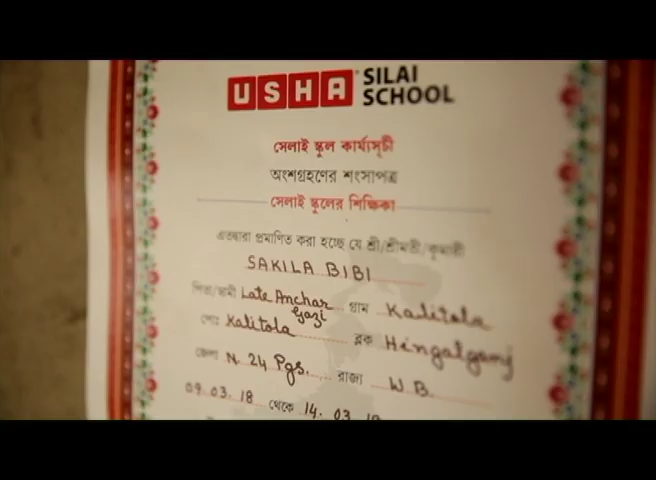 USHA SILAI SCHOOL
সেলাই স্কুল কার্য্যসূচী
অংশগ্রহণের শংসাপত্র
সেলাই স্কুলের শিক্ষিকা
এতদ্বারা প্রমাণিত করা হচ্ছে যে শ্রী/শ্রীমতী/কুমারী
SAKILA BIBI
পিতা/স্বামী Late Anchar Gazi গ্রাম Kalitola
পোঃ Kalitola ব্লক Hingalganj
জেলা N. 24 Pgs. রাজ্য W B.
09.03.18 থেকে 14.03.18